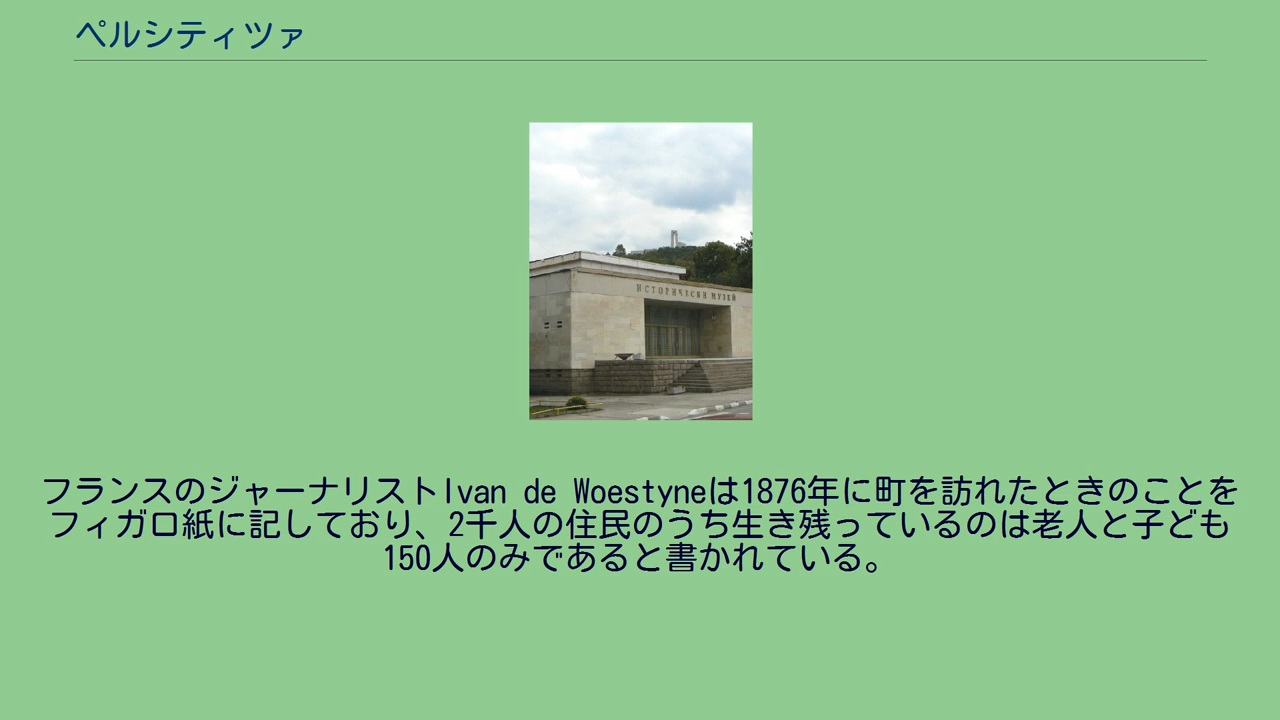 ペルシティツァ
ИСТОРИЧЕСКИ МУЗЕЙ
フランスのジャーナリストIvan de Woestyneは1876年に町を訪れたときのことを
フィガロ紙に記しており、2千人の住民のうち生き残っているのは老人と子ども
150人のみであると書かれている。